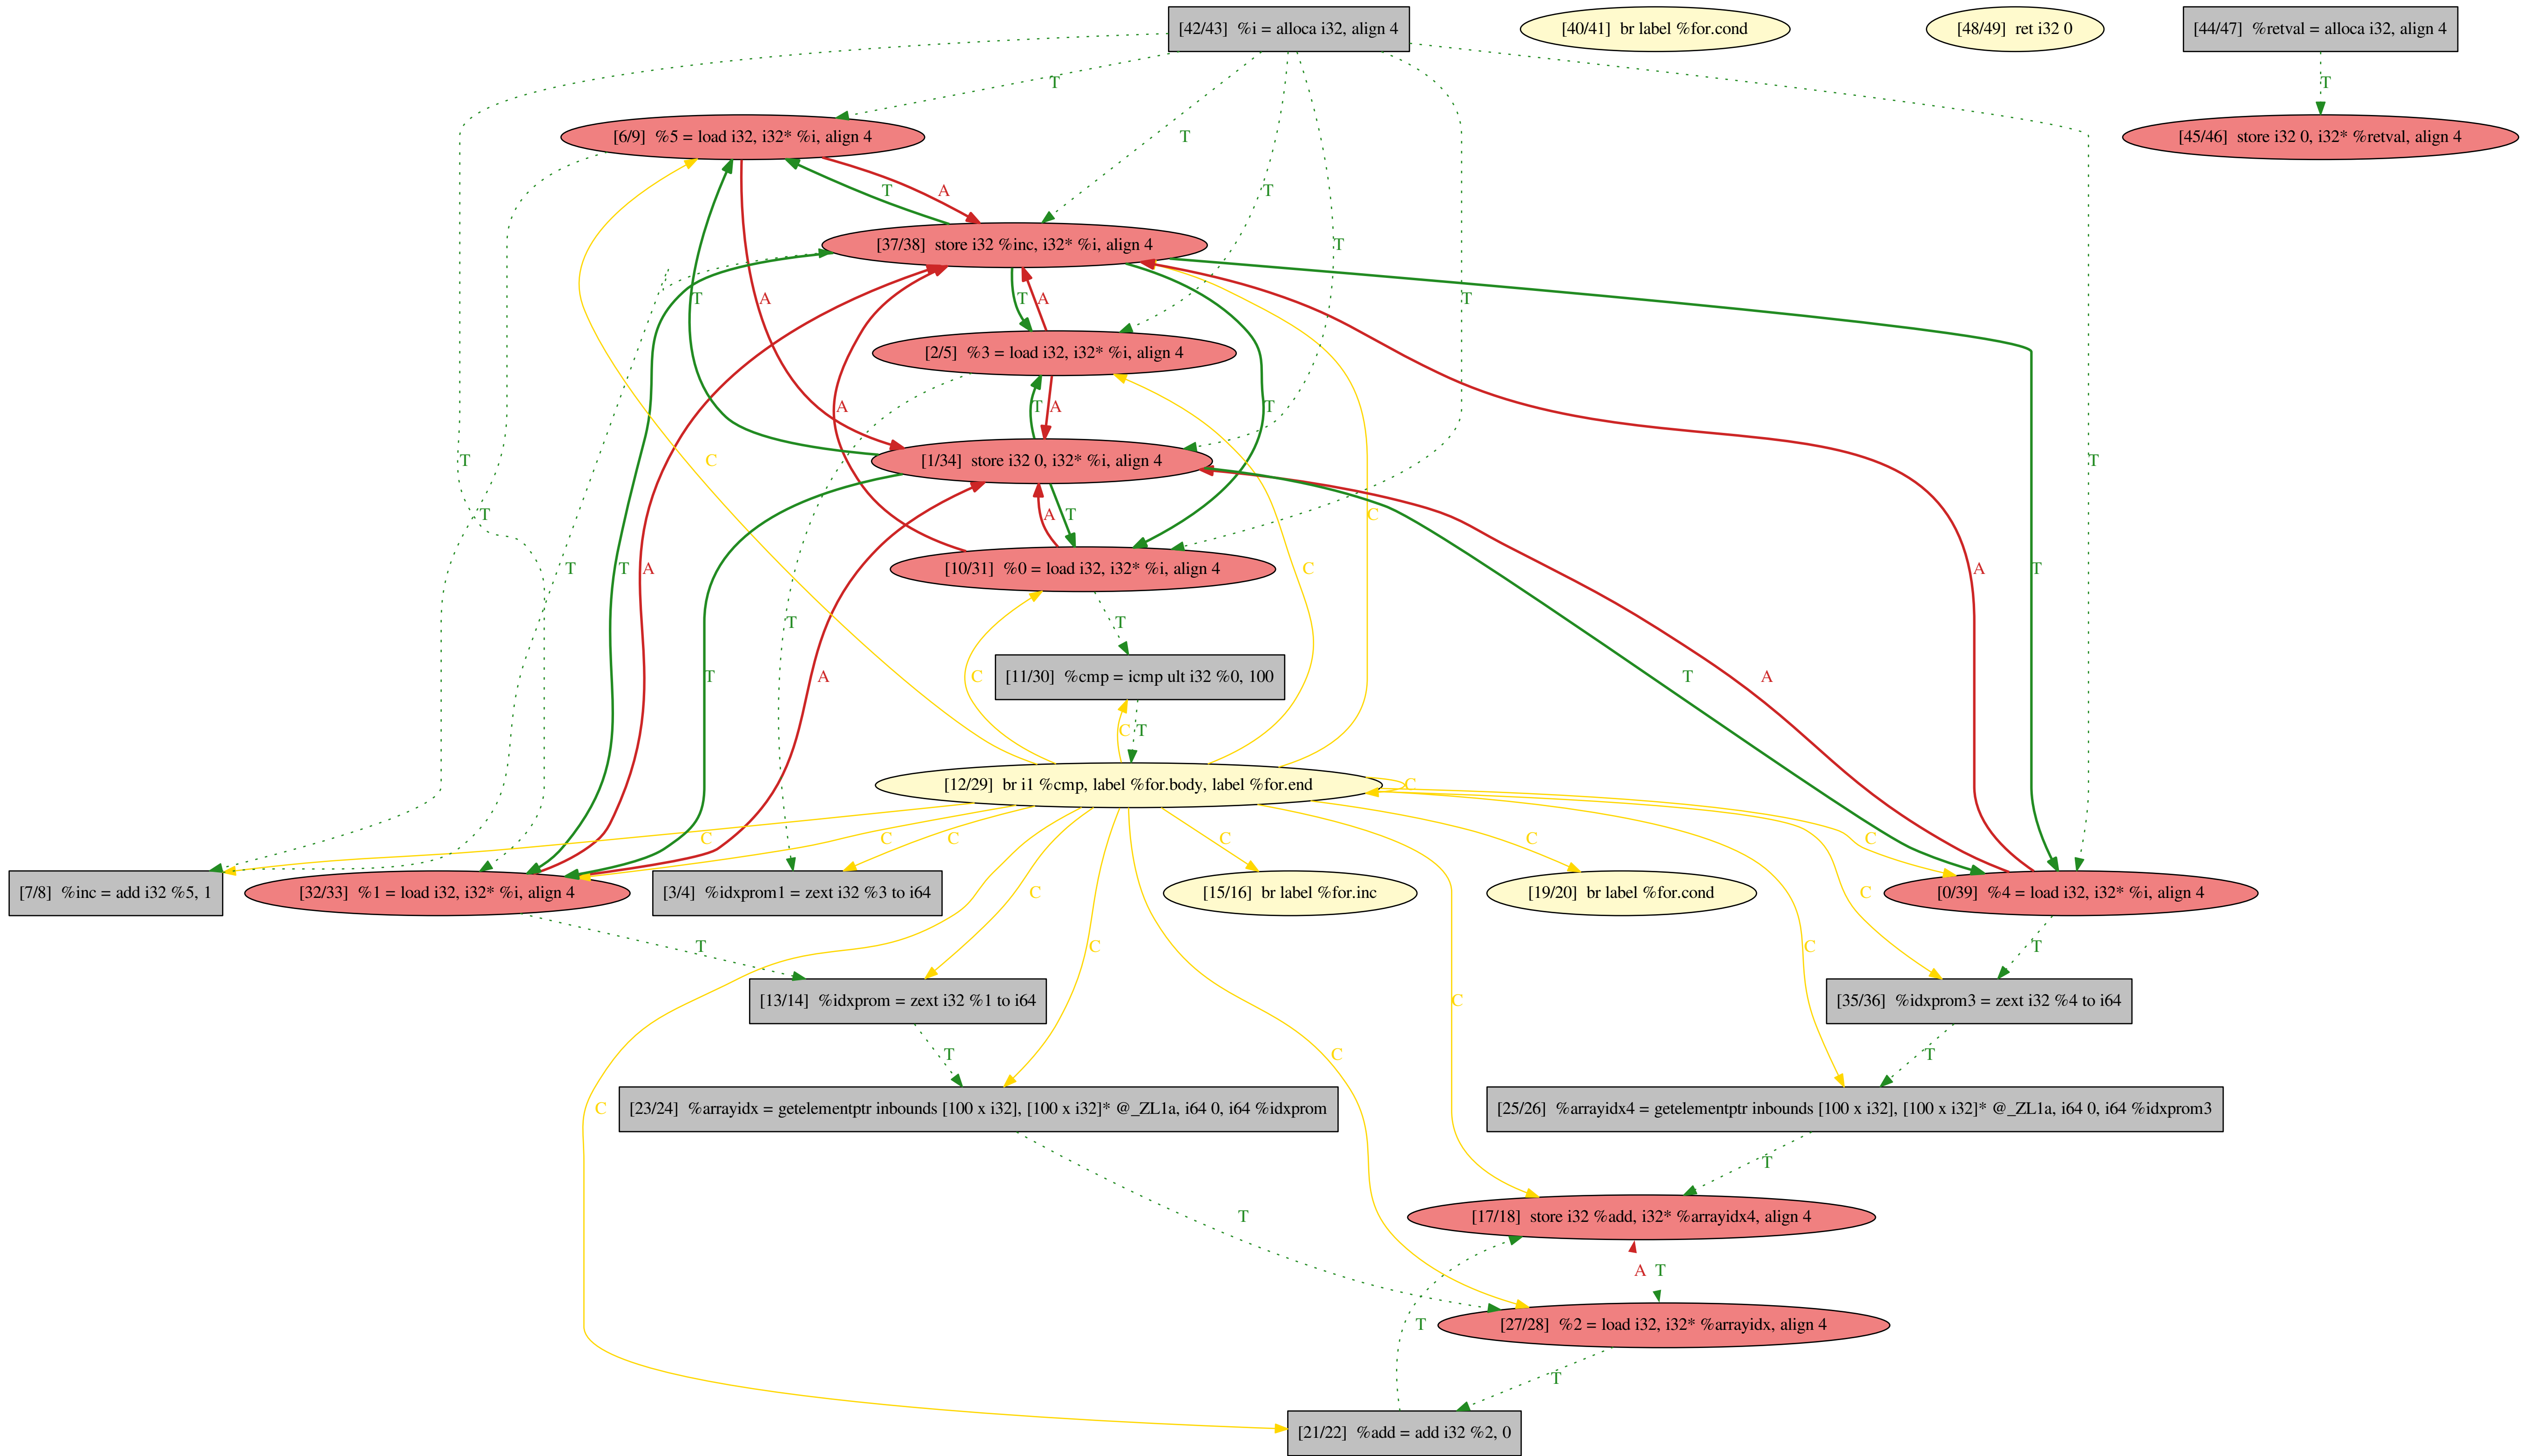 [42/43] %i = alloca i32, align 4
[40/41] br label %for.cond
[48/49] ret i32 0
[44/47] %retval = alloca i32, align 4
T
T
[6/9] %5 = load i32, i32* %i, align 4
T
[45/46] store i32 0, i32* %retval, align 4
T
A
T
[37/38] store i32 %inc, i32* %i, align 4
T
T
A
T
A
T
[2/5] %3 = load i32, i32* %i, align 4
A
T
A
T
T
C
[1/34] store i32 0, i32* %i, align 4
T
T
A
T
C
T
T
A
[10/31] %0 = load i32, i32* %i, align 4
C
A
T
T
T
T
A
C
[11/30] %cmp = icmp ult i32 %0, 100
T
A
C
T
[12/29] br i1 %cmp, label %for.body, label %for.end
C
C
C
C
C
C
C
[7/8] %inc = add i32 %5, 1
[32/33] %1 = load i32, i32* %i, align 4
[3/4] %idxprom1 = zext i32 %3 to i64
C
[15/16] br label %for.inc
[19/20] br label %for.cond
C
[0/39] %4 = load i32, i32* %i, align 4
T
C
C
T
[13/14] %idxprom = zext i32 %1 to i64
C
[35/36] %idxprom3 = zext i32 %4 to i64
T
C
T
C
[23/24] %arrayidx = getelementptr inbounds [100 x i32], [100 x i32]* @_ZL1a, i64 0, i64 %idxprom
[25/26] %arrayidx4 = getelementptr inbounds [100 x i32], [100 x i32]* @_ZL1a, i64 0, i64 %idxprom3
T
T
[17/18] store i32 %add, i32* %arrayidx4, align 4
A
T
T
[27/28] %2 = load i32, i32* %arrayidx, align 4
T
[21/22] %add = add i32 %2, 0